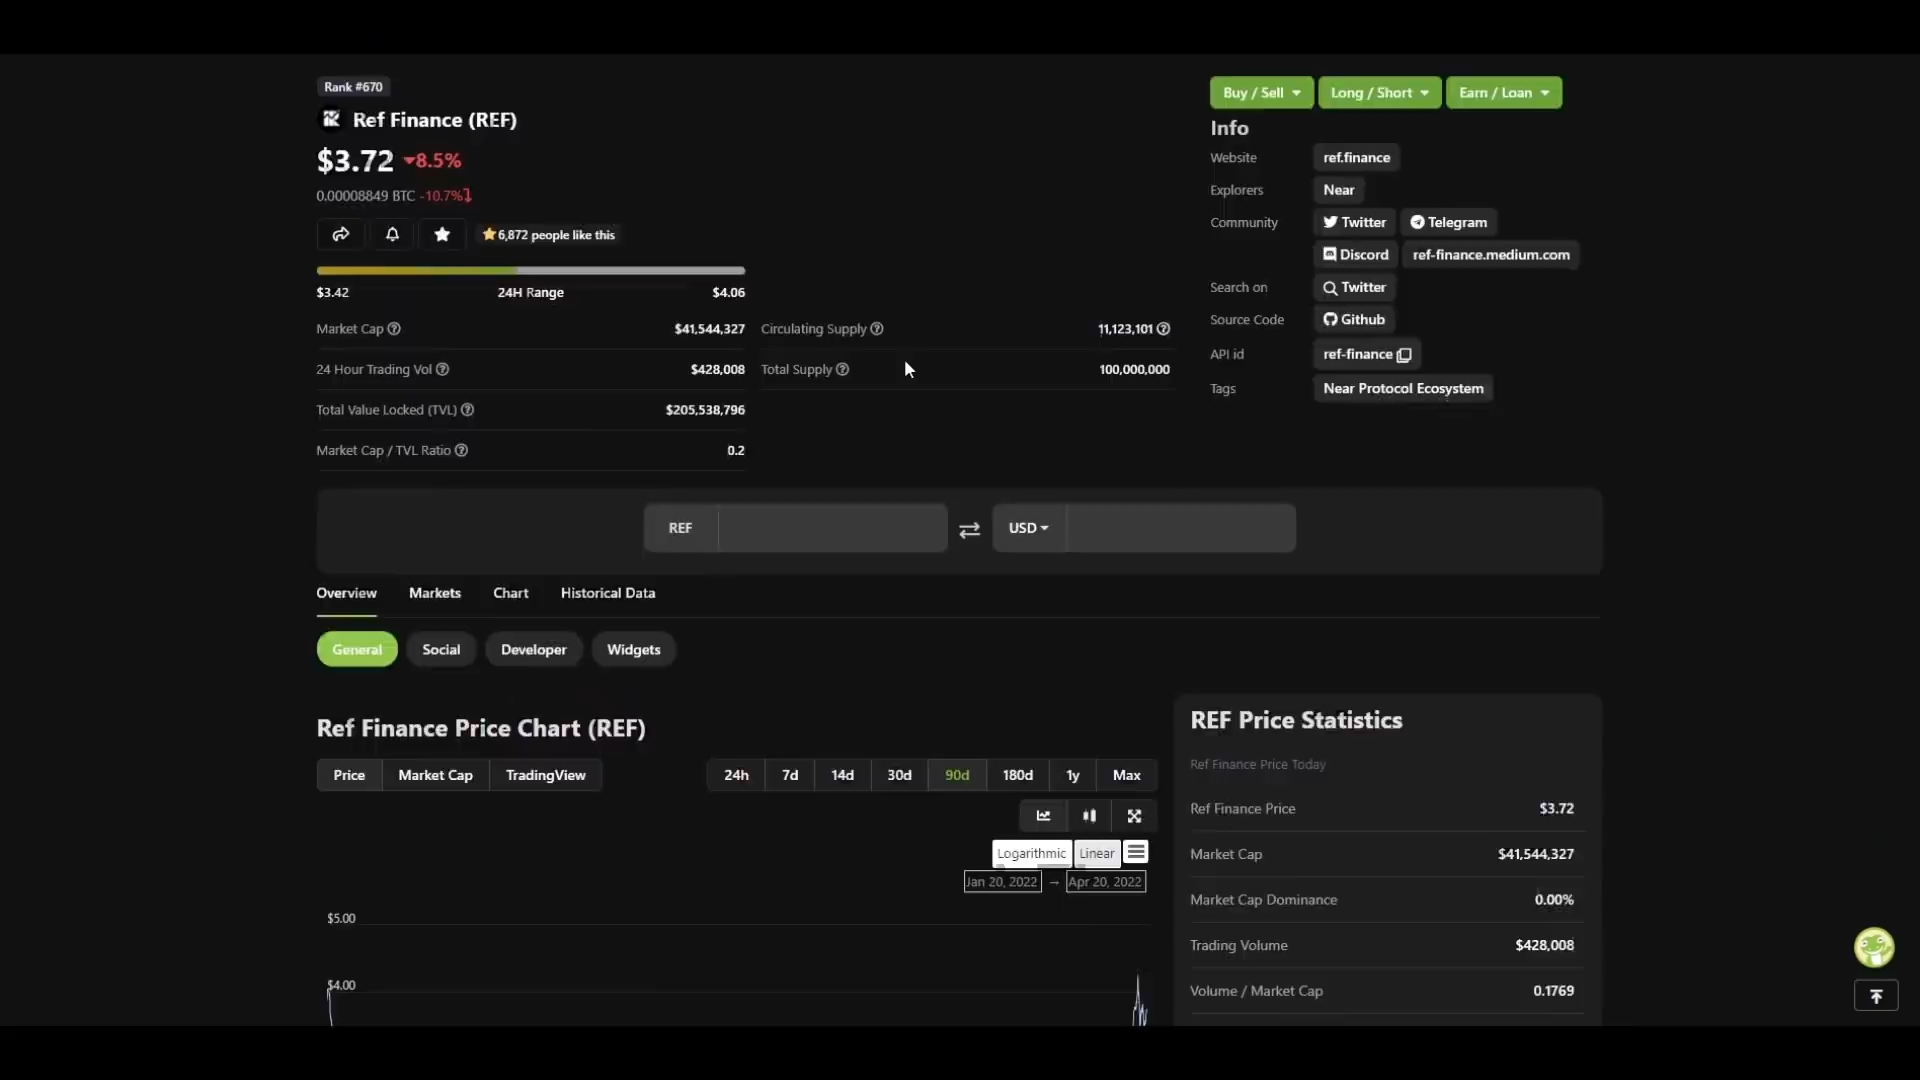 Rank #670
Ref Finance (REF)
$3.72 8.5%
0.00008849 BTC -10.7%
6,872 people like this
$3.42 24H Range $4.06
Market Cap $41,544,327
24 Hour Trading Vol $428,008
Total Value Locked (TVL) $205,538,796
Market Cap / TVL Ratio 0.2
Circulating Supply 11,123,101
Total Supply 100,000,000
Buy / Sell Long / Short Earn / Loan
Info
Website ref.finance
Explorers Near
Community Twitter Telegram
Discord ref-finance.medium.com
Search on Twitter
Source Code Github
API id ref-finance
Tags Near Protocol Ecosystem
REF USD
Overview Markets Chart Historical Data
General Social Developer Widgets
Ref Finance Price Chart (REF)
Price Market Cap TradingView 24h 7d 14d 30d 90d 180d 1y Max
Logarithmic Linear
Jan 20, 2022 → Apr 20, 2022
$5.00
$4.00
REF Price Statistics
Ref Finance Price Today
Ref Finance Price $3.72
Market Cap $41,544,327
Market Cap Dominance 0.00%
Trading Volume $428,008
Volume / Market Cap 0.1769